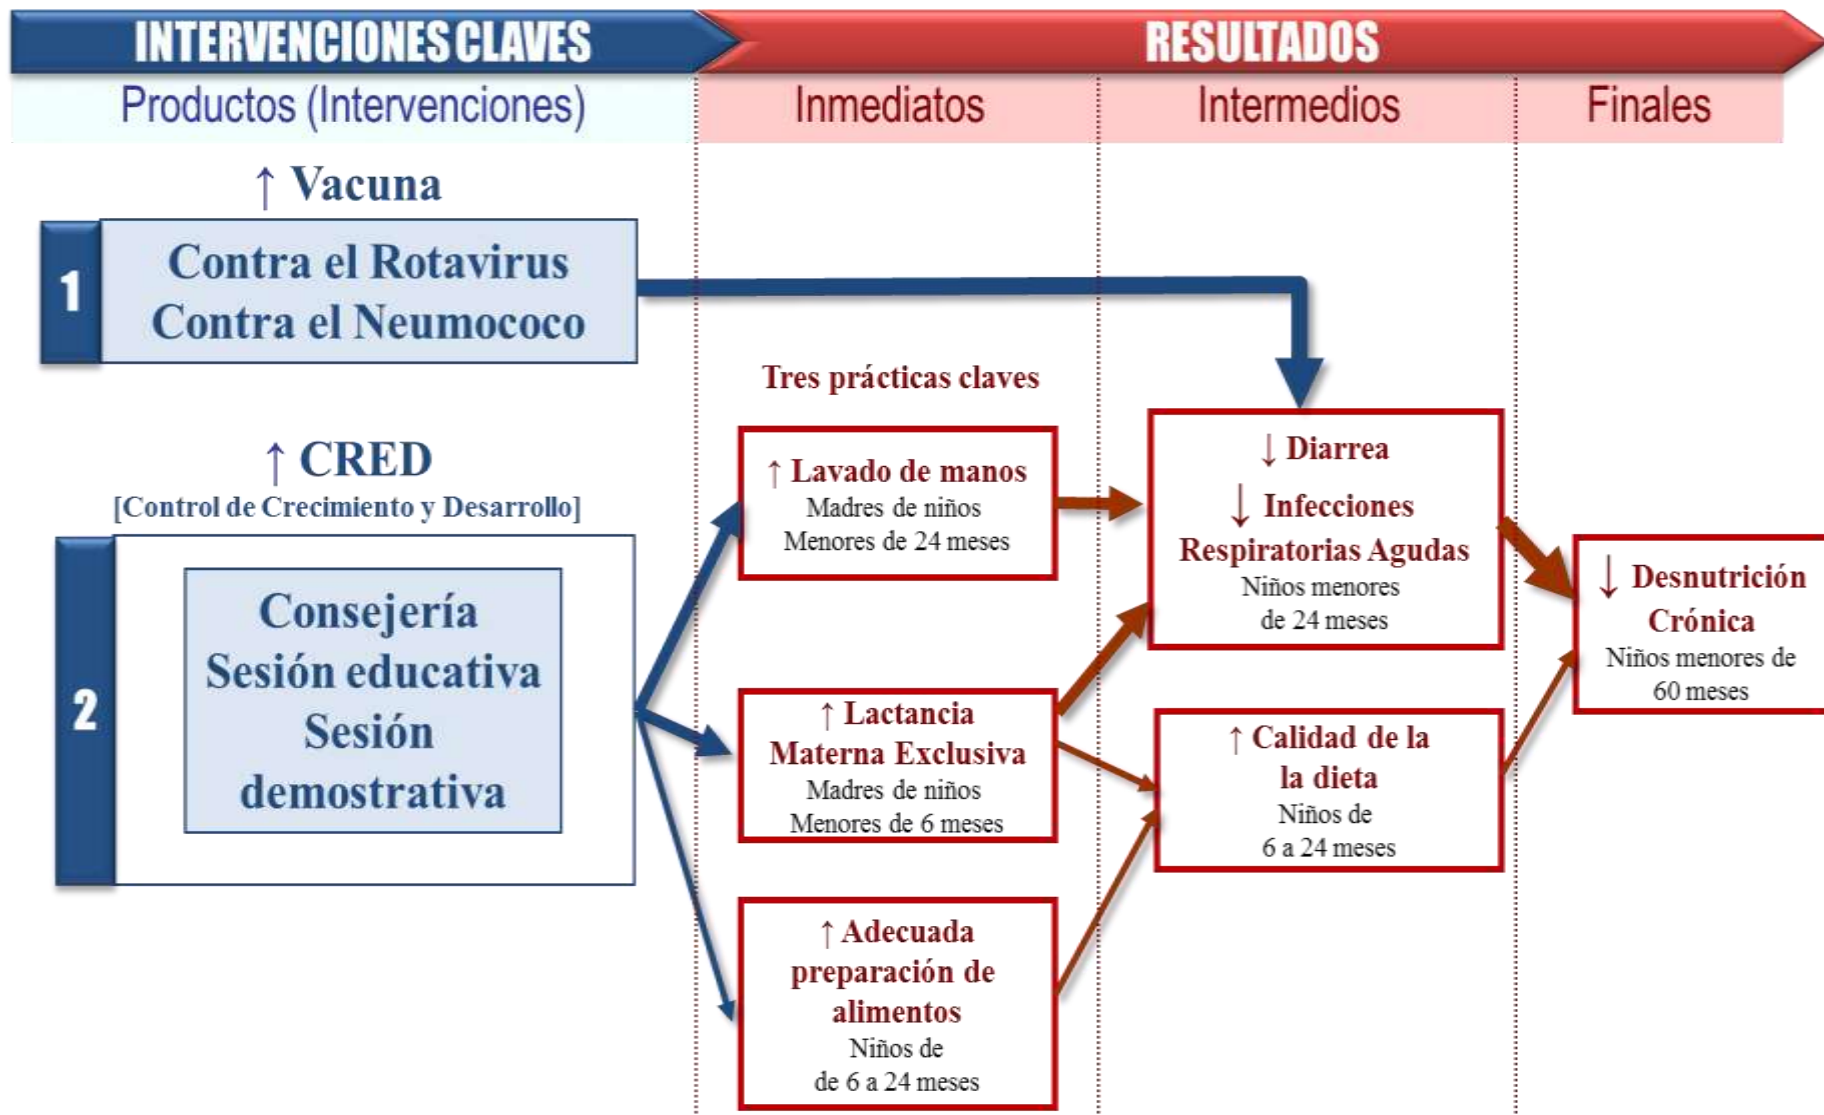 INTERVENCIONES CLAVES
RESULTADOS
Productos (Intervenciones)
Inmediatos
Intermedios
Finales
↑ Vacuna
1
Contra el Rotavirus
Contra el Neumococo
↑ CRED
[Control de Crecimiento y Desarrollo]
2
Consejería
Sesión educativa
Sesión
demostrativa
Tres prácticas claves
↑ Lavado de manos
Madres de niños
Menores de 24 meses
↑ Lactancia
Materna Exclusiva
Madres de niños
Menores de 6 meses
↑ Adecuada
preparación de
alimentos
Niños de
de 6 a 24 meses
↓ Diarrea
↓ Infecciones
Respiratorias Agudas
Niños menores
de 24 meses
↑ Calidad de la
la dieta
Niños de
6 a 24 meses
↓ Desnutrición
Crónica
Niños menores de
60 meses